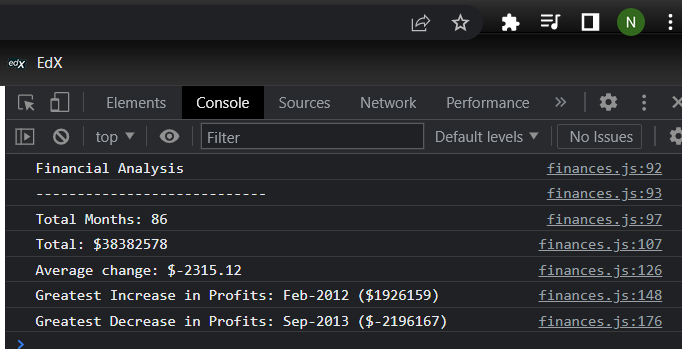 N
edX EdX
Elements Console Sources Network Performance »
top Filter Default levels No Issues
Financial Analysis finances.js:92
---------------------------- finances.js:93
Total Months: 86 finances.js:97
Total: $38382578 finances.js:107
Average change: $-2315.12 finances.js:126
Greatest Increase in Profits: Feb-2012 ($1926159) finances.js:148
Greatest Decrease in Profits: Sep-2013 ($-2196167) finances.js:176